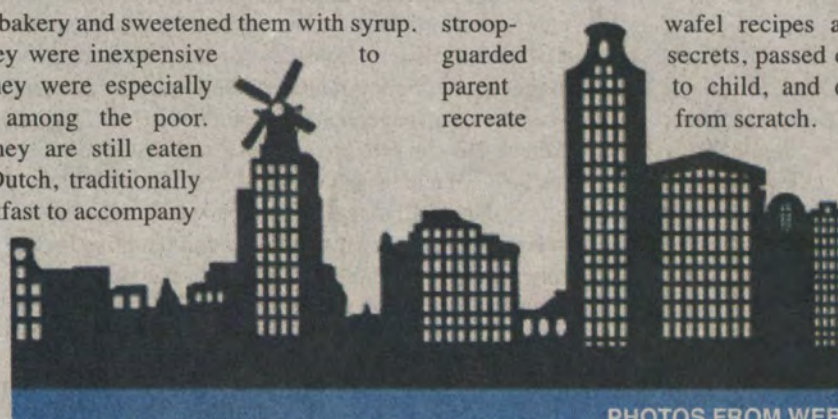 bakery and sweetened them with syrup.
ey were inexpensive to
ey were especially
among the poor.
ney are still eaten
Dutch, traditionally
fast to accompany
stroop- wafel recipes a
guarded secrets, passed
parent to child, and
recreate from scratch.
PHOTOS FROM WEB